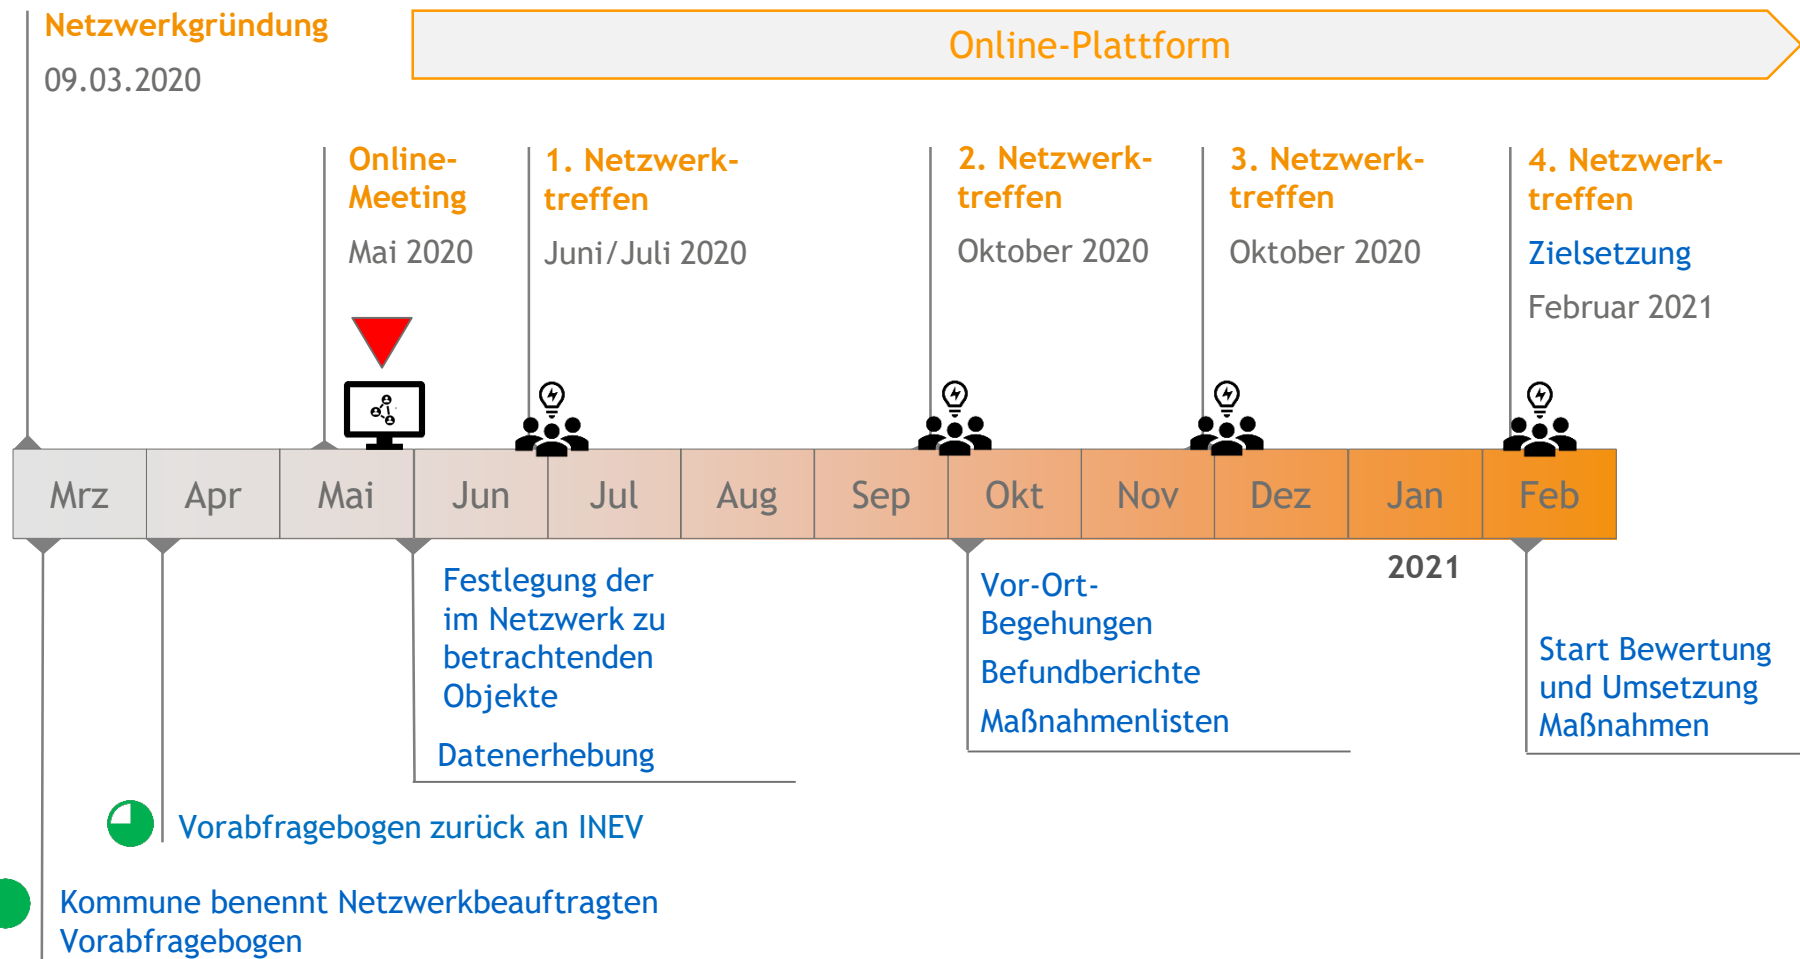 Netzwerkgründung
09.03.2020
Online-Plattform
Online-
Meeting
Mai 2020
1. Netzwerk-
treffen
Juni/Juli 2020
2. Netzwerk-
treffen
Oktober 2020
3. Netzwerk-
treffen
Oktober 2020
4. Netzwerk-
treffen
Zielsetzung
Februar 2021
Mrz
Apr
Mai
Jun
Jul
Aug
Sep
Okt
Nov
Dez
Jan
Feb
2021
Festlegung der
im Netzwerk zu
betrachtenden
Objekte
Datenerhebung
Vor-Ort-
Begehungen
Befundberichte
Maßnahmenlisten
Start Bewertung
und Umsetzung
Maßnahmen
Vorabfragebogen zurück an INEV
Kommune benennt Netzwerkbeauftragten
Vorabfragebogen